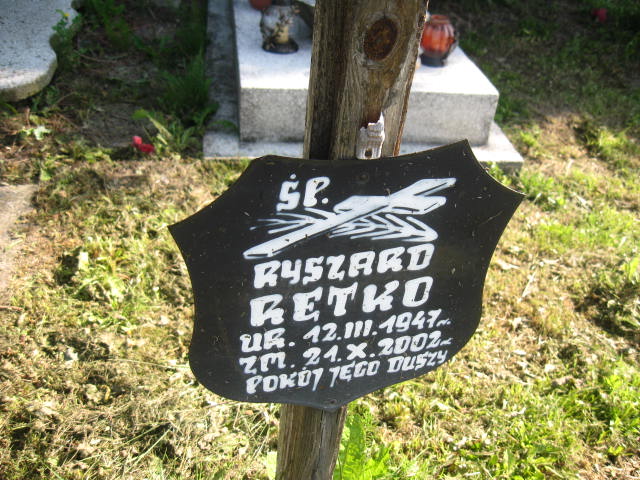 ŚP.
RYSZARD
RETKO
UR. 12.III.1947~
ZM. 21.X.2002~
POKÓJ JEGO DUSZY